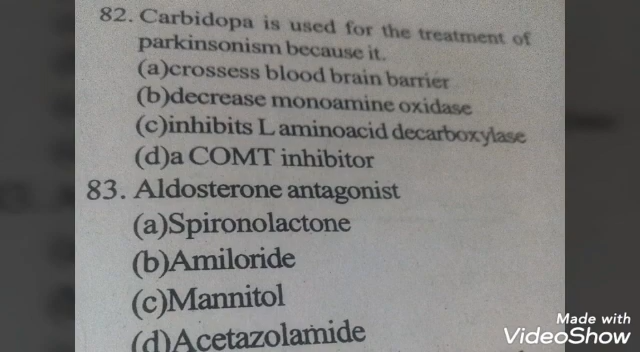 82. Carbidopa is used for the treatment of
parkinsonism because it.
(a)crossess blood brain barrier
(b)decrease monoamine oxidase
(c)inhibits L aminoacid decarboxylase
(d)a COMT inhibitor
83. Aldosterone antagonist
(a)Spironolactone
(b)Amiloride
(c)Mannitol
(d)Acetazolamide
Made with
VideoShow